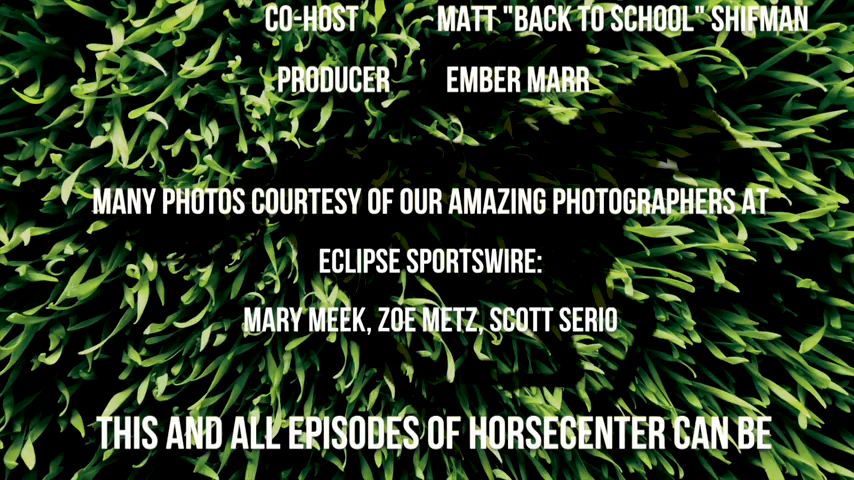 CO-HOST MATT "BACK TO SCHOOL" SHIFMAN
PRODUCER EMBER MARR
MANY PHOTOS COURTESY OF OUR AMAZING PHOTOGRAPHERS AT
ECLIPSE SPORTSWIRE:
MARY MEEK, ZOE METZ, SCOTT SERIO
THIS AND ALL EPISODES OF HORSECENTER CAN BE